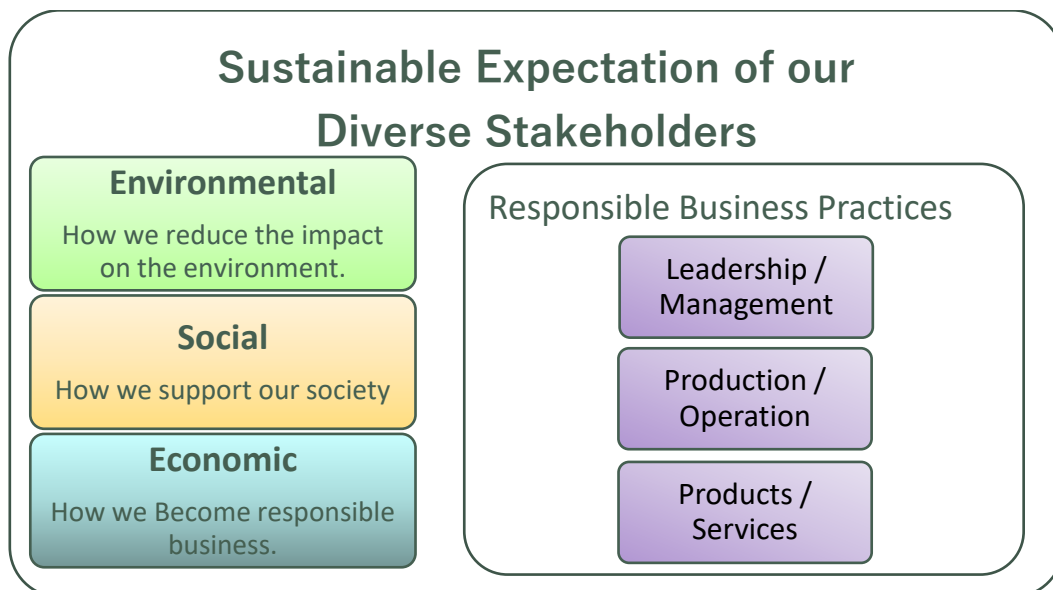 Sustainable Expectation of our
Diverse Stakeholders
Environmental
How we reduce the impact
on the environment.
Social
How we support our society
Economic
How we Become responsible
business.
Responsible Business Practices
Leadership /
Management
Production /
Operation
Products /
Services